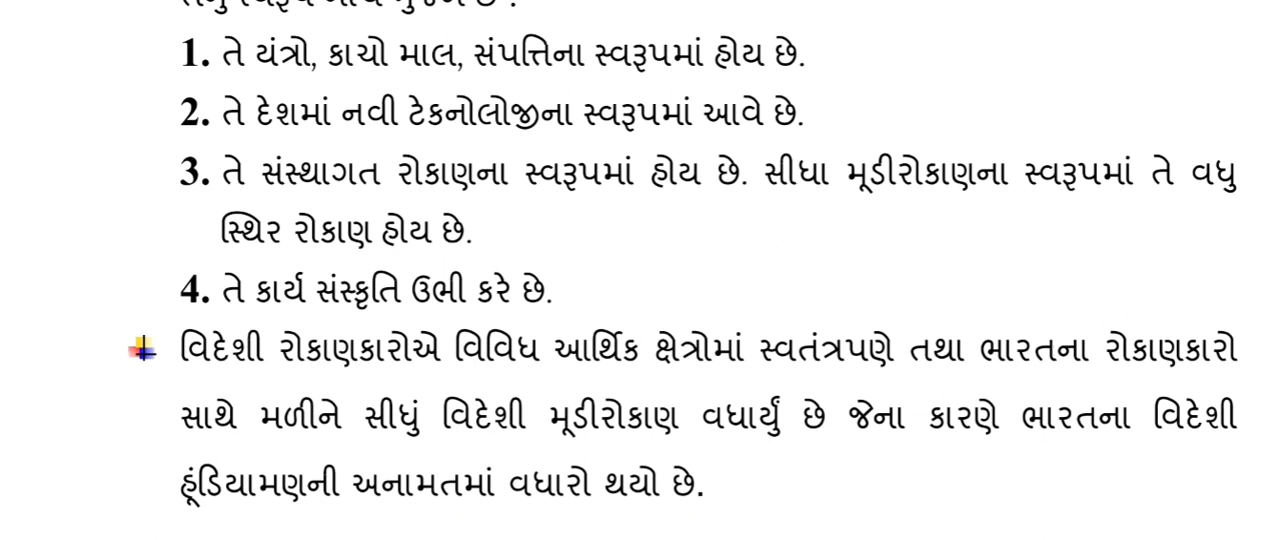 1. તે યંત્રો, કાચો માલ, સંપત્તિના સ્વરૂપમાં હોય છે.
2. તે દેશમાં નવી ટેકનોલોજીના સ્વરૂપમાં આવે છે.
3. તે સંસ્થાગત રોકાણના સ્વરૂપમાં હોય છે. સીધા મૂડીરોકાણના સ્વરૂપમાં તે વધુ
સ્થિર રોકાણ હોય છે.
4. તે કાર્ય સંસ્કૃતિ ઉભી કરે છે.
વિદેશી રોકાણકારોએ વિવિધ આર્થિક ક્ષેત્રોમાં સ્વતંત્રપણે તથા ભારતના રોકાણકારો
સાથે મળીને સીધું વિદેશી મૂડીરોકાણ વધાર્યું છે જેના કારણે ભારતના વિદેશી
હૂંડિયામણની અનામતમાં વધારો થયો છે.